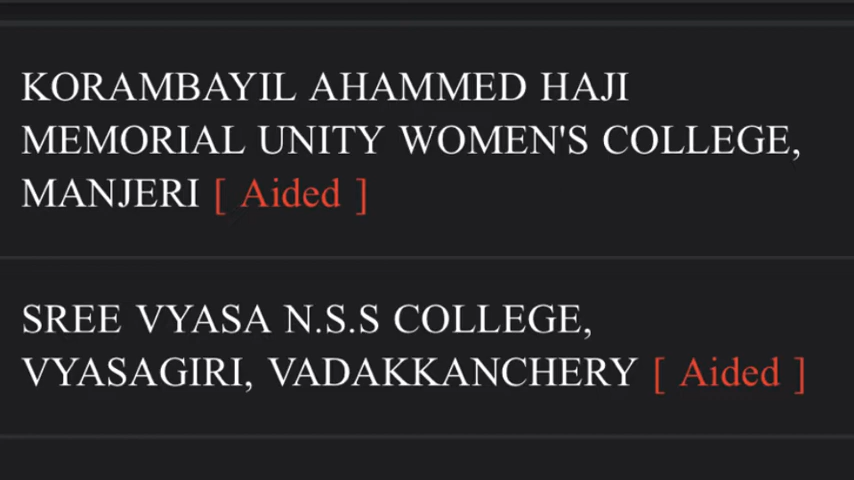 KORAMBAYIL AHAMMED HAJI
MEMORIAL UNITY WOMEN'S COLLEGE,
MANJERI [ Aided ]
SREE VYASA N.S.S COLLEGE,
VYASAGIRI, VADAKKANCHERY [ Aided ]